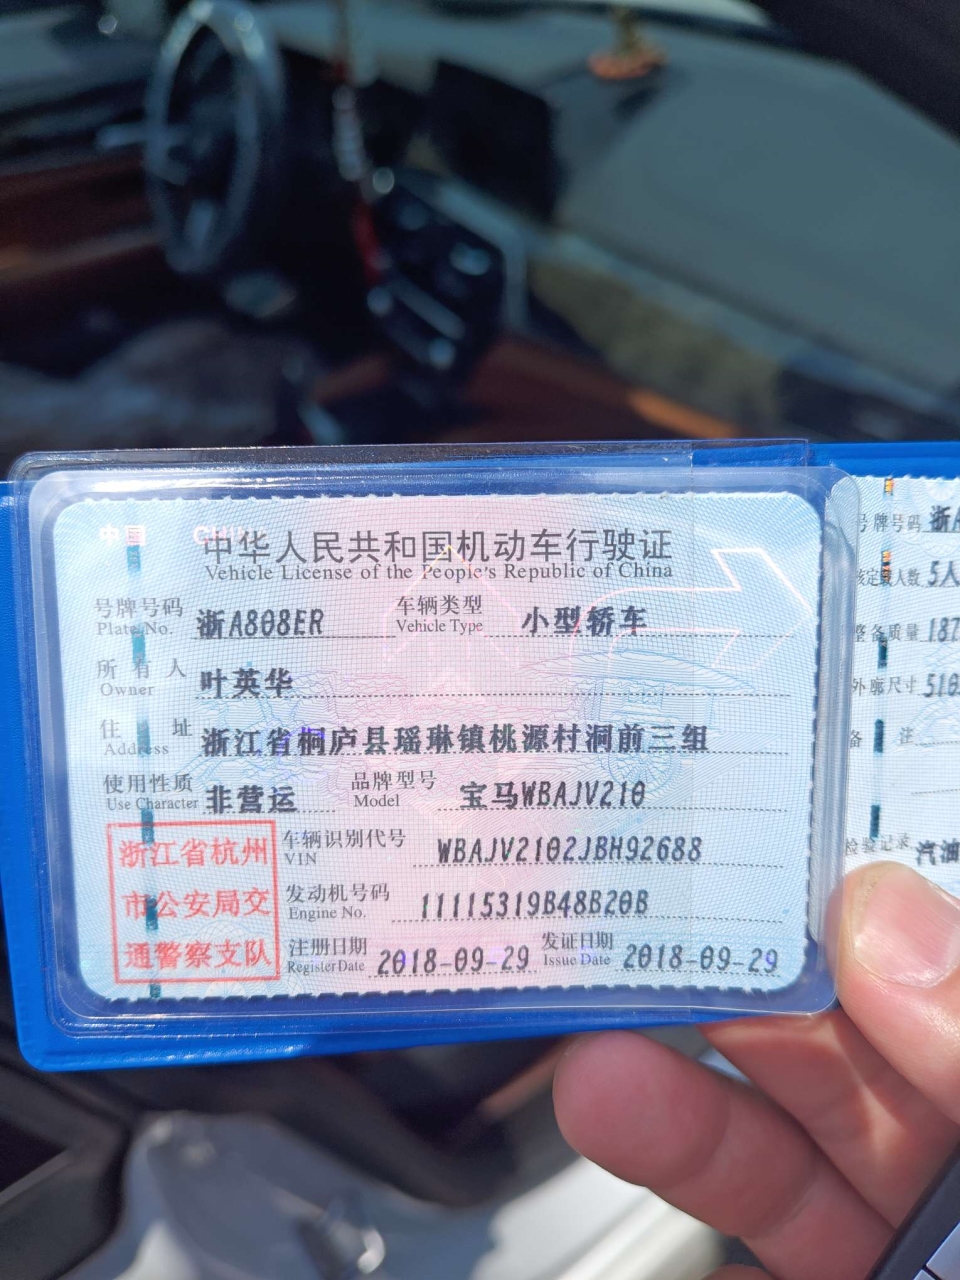 中国 CHINA
中华人民共和国机动车行驶证
Vehicle License of the People's Republic of China
号牌号码 浙A808ER 车辆类型 小型轿车
Plate No. Vehicle Type
所有人 叶英华
Owner
住址 浙江省桐庐县瑶琳镇桃源村洞前三组
Address
使用性质 非营运 品牌型号 宝马WBAJV210
Use Character Model
浙江省杭州
市公安局交
通警察支队
车辆识别代号 WBAJV2102JBH92688
VIN
发动机号码 11115319B48B20B
Engine No.
注册日期 2018-09-29 发证日期 2018-09-29
Register Date Issue Date
号牌号码 浙A
核定载人数 5人
整备质量 187
外廓尺寸 510
备注
检验记录 汽油